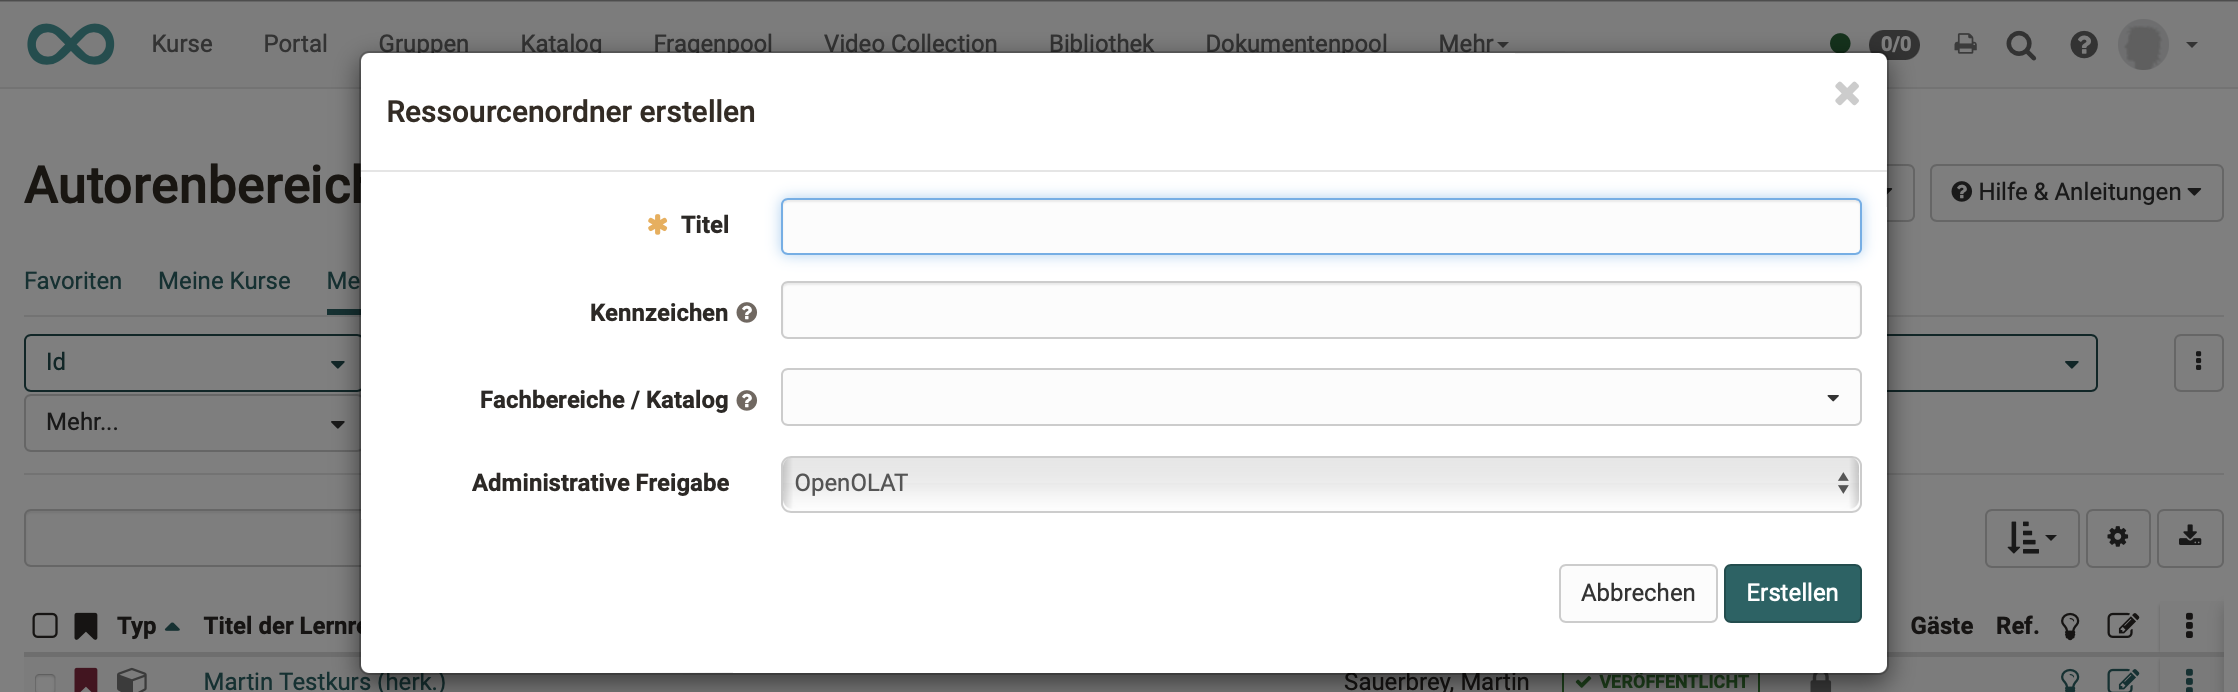 Kurse Portal Gruppen Katalog Fragenpool Video Collection Bibliothek Dokumentenpool Mehr 0/0
Ressourcenordner erstellen
Autorenbereich
Hilfe & Anleitungen
Titel
Favoriten Meine Kurse Me
Kennzeichen
Id
Fachbereiche / Katalog
Mehr...
Administrative Freigabe OpenOLAT
Abbrechen Erstellen
Typ Titel der Lernre Gäste Ref.
Martin Testkurs (herk.) Sauerbrey, Martin VERÖFFENTLICHT